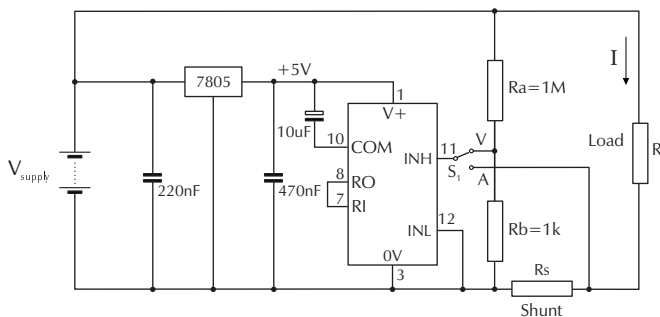 7805
+5V
I
1
V+
Ra=1M
10uF
10
COM
INH
11
V
S1
A
Load
R
Vsupply
220nF
470nF
8
RO
7
RI
INL
12
Rb=1k
0V
3
Rs
Shunt